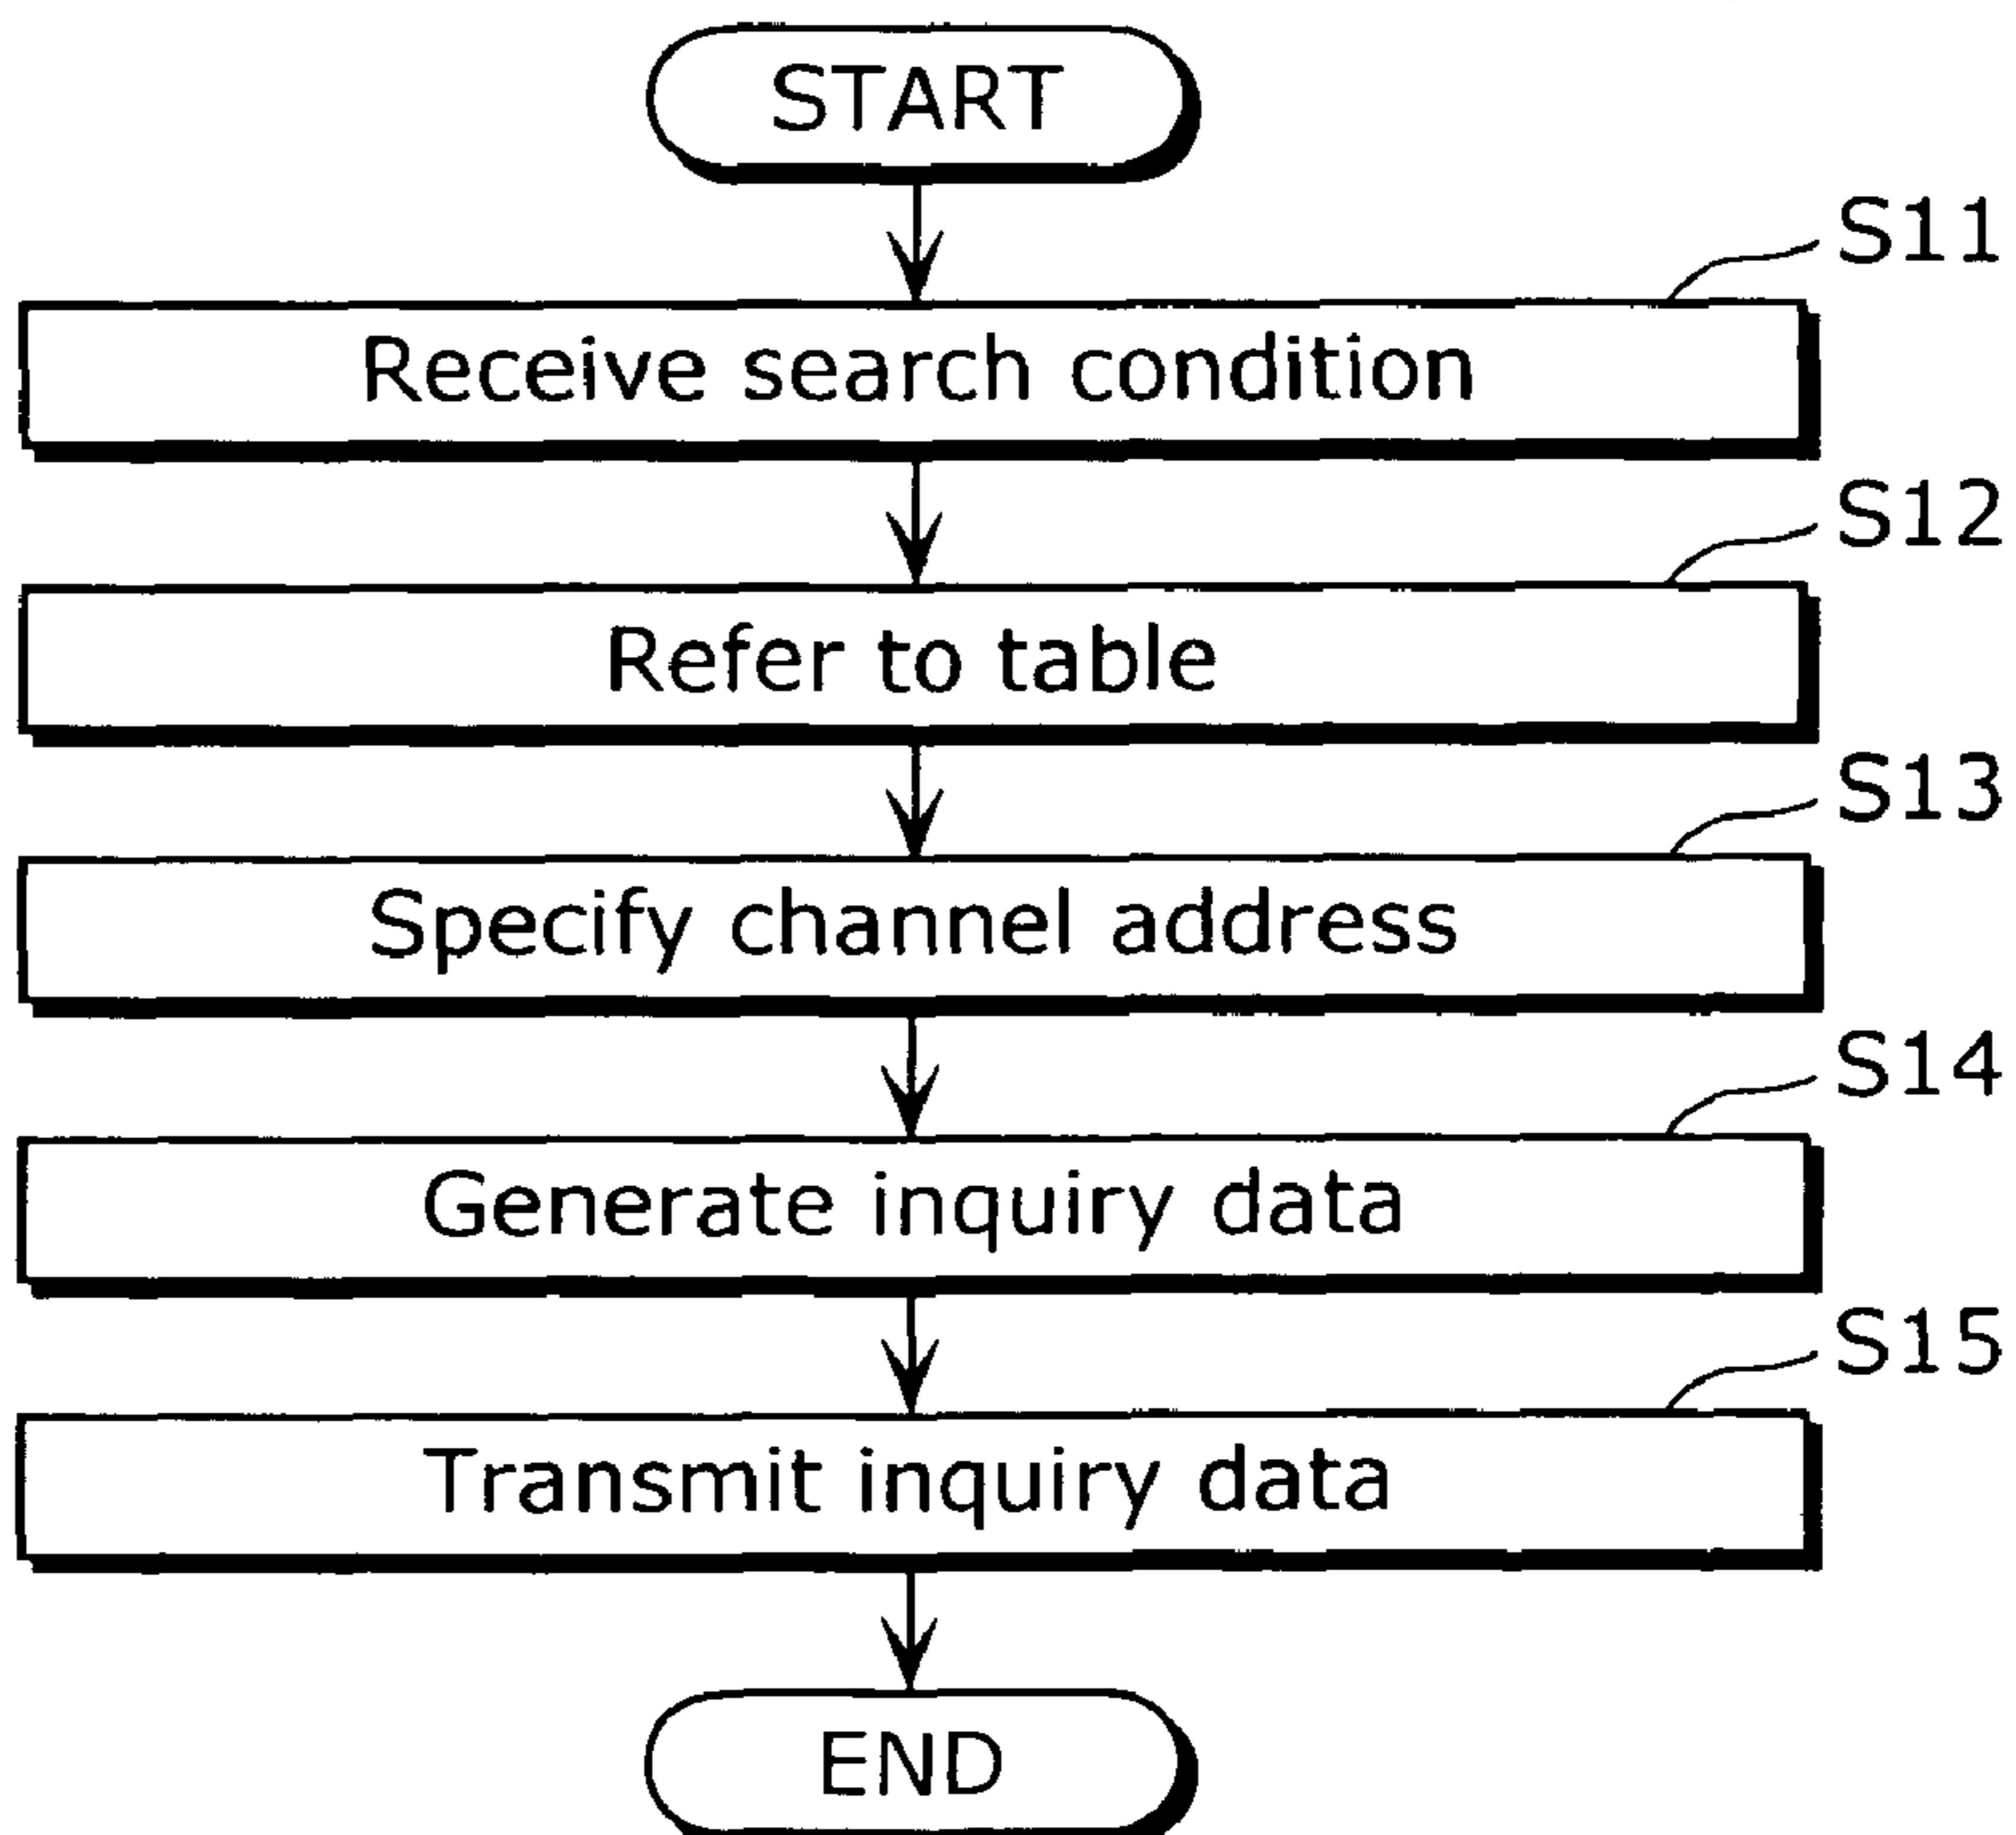 START
S11
Receive search condition
S12
Refer to table
S13
Specify channel address
S14
Generate inquiry data
S15
Transmit inquiry data
END